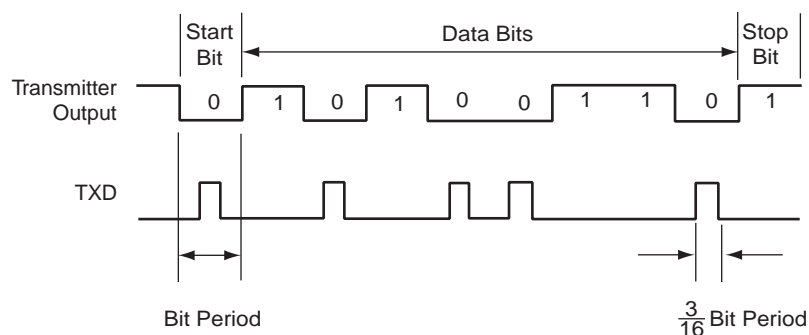 Start
Bit
Data Bits
Stop
Bit
Transmitter
Output
0 1 0 1 0 0 1 1 0 1
TXD
Bit Period
3/16 Bit Period